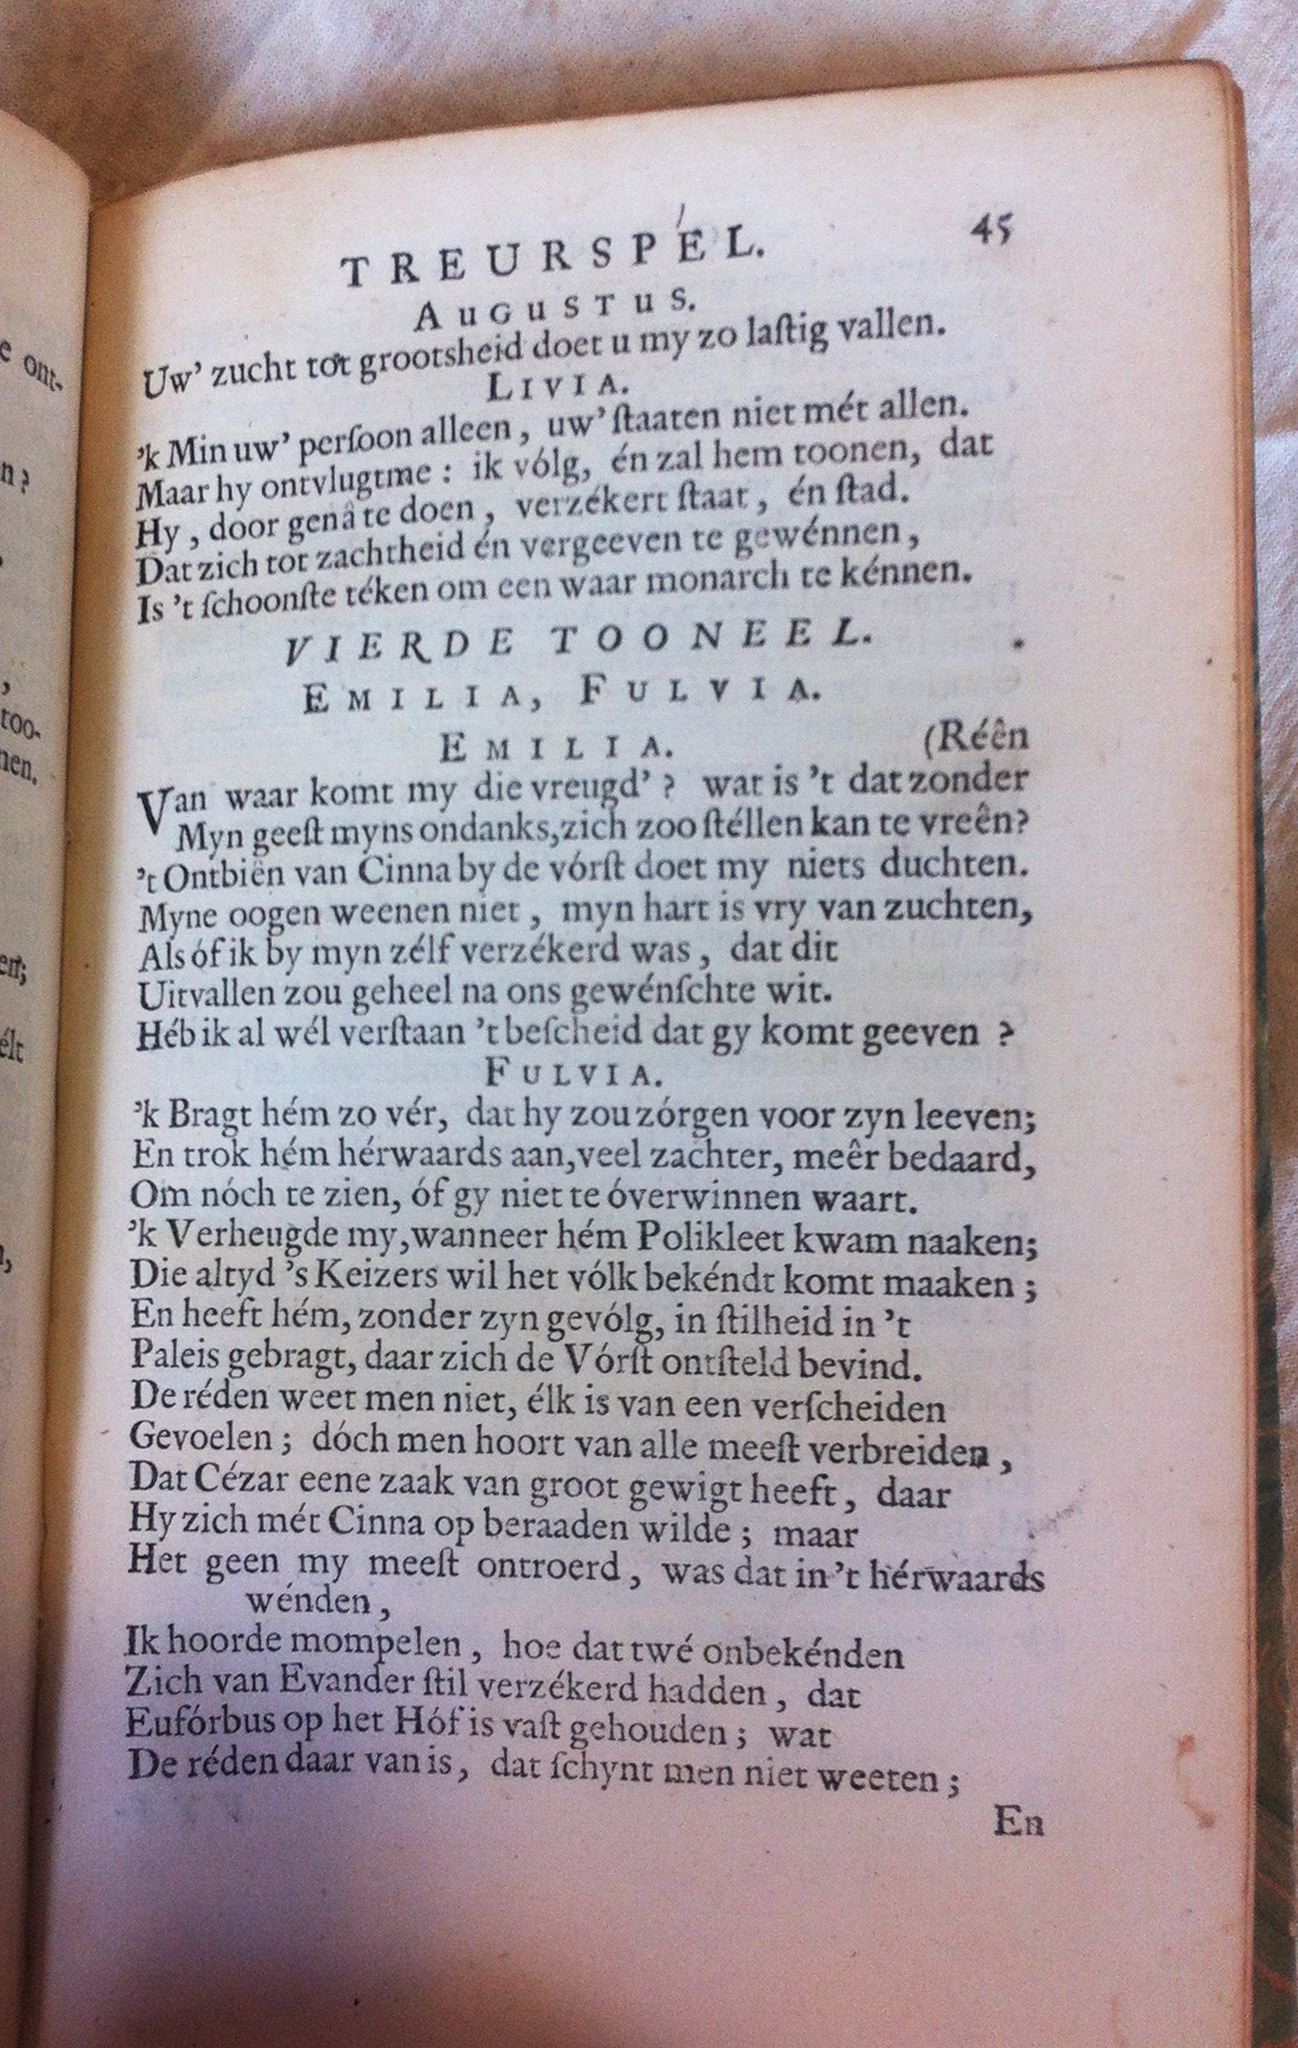 TREURSPEL. 45
AUGUSTUS.
Uw' zucht tot grootsheid doet u my zo laſtig vallen.
LIVIA.
'k Min uw' perſoon alleen, uw' ſtaaten niet mét allen.
Maar hy ontvlugt me: ik vólg, én zal hem toonen, dat
Hy, door genâ te doen, verzékert ſtaat, én ſtad.
Dat zich tot zachtheid én vergeeven te gewénnen,
Is 't ſchoonſte téken om een waar monarch te kénnen.
VIERDE TOONEEL.
EMILIA, FULVIA.
EMILIA. (Réên
Van waar komt my die vreugd'? wat is 't dat zonder
Myn geeſt myns ondanks, zich zoo ſtéllen kan te vreên?
't Ontbiën van Cinna by de vórſt doet my niets duchten.
Myne oogen weenen niet, myn hart is vry van zuchten,
Als óf ik by myn zélf verzékerd was, dat dit
Uitvallen zou geheel na ons gewénſchte wit.
Héb ik al wél verſtaan 't beſcheid dat gy komt geeven?
FULVIA.
'k Bragt hém zo vér, dat hy zou zórgen voor zyn leeven;
En trok hém hérwaards aan, veel zachter, meêr bedaard,
Om nóch te zien, óf gy niet te óverwinnen waart.
'k Verheugde my, wanneer hém Polikleet kwam naaken;
Die altyd 's Keizers wil het vólk bekéndt komt maaken;
En heeft hém, zonder zyn gevólg, in ſtilheid in 't
Paleis gebragt, daar zich de Vórſt ontſteld bevind.
De réden weet men niet, élk is van een verſcheiden
Gevoelen; dóch men hoort van alle meeſt verbreiden,
Dat Cézar eene zaak van groot gewigt heeft, daar
Hy zich mét Cinna op beraaden wilde; maar
Het geen my meeſt ontroerd, was dat in 't hérwaards
wénden,
Ik hoorde mompelen, hoe dat twé onbekénden
Zich van Evander ſtil verzékerd hadden, dat
Eufórbus op het Hóf is vaſt gehouden; wat
De réden daar van is, dat ſchynt men niet weeten;
En